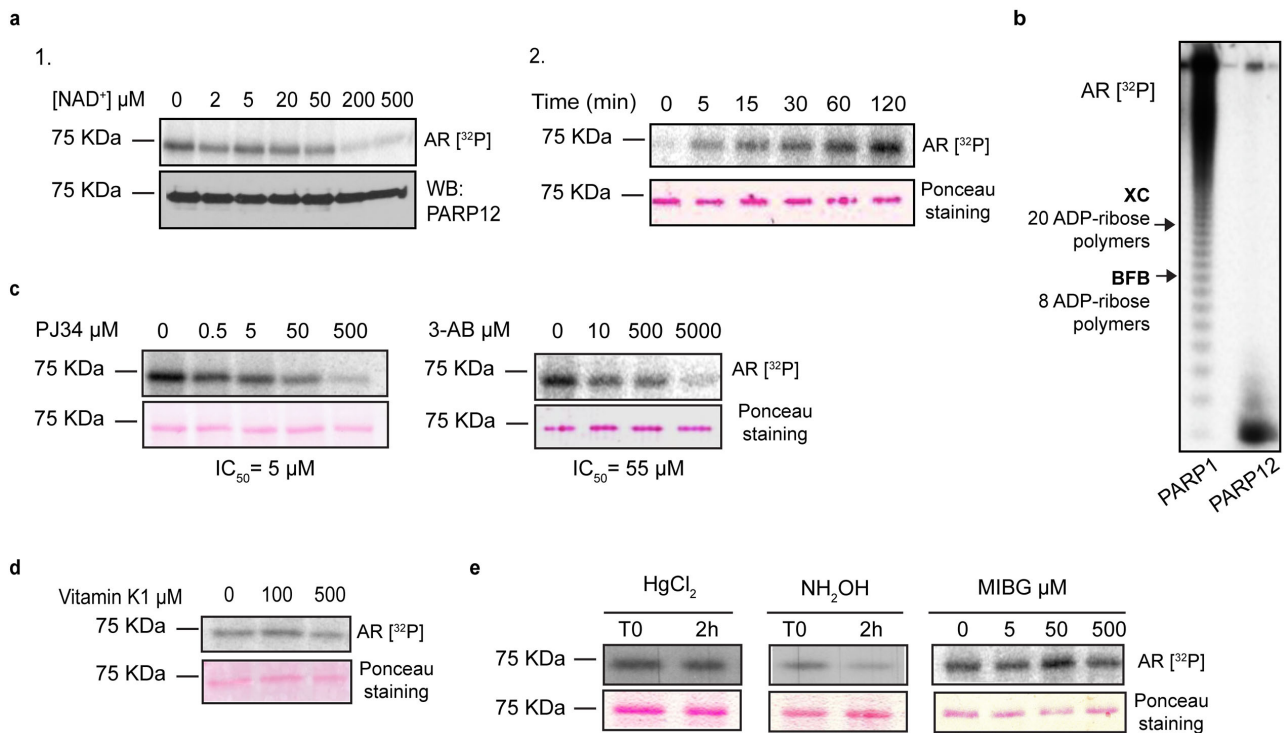 a
1.
[NAD⁺] µM 0 2 5 20 50 200 500
75 KDa
AR [³²P]
75 KDa
WB:
PARP12
2.
Time (min) 0 5 15 30 60 120
75 KDa
AR [³²P]
75 KDa
Ponceau
staining
b
AR [³²P]
XC
20 ADP-ribose
polymers
BFB
8 ADP-ribose
polymers
PARP1
PARP12
c
PJ34 µM 0 0.5 5 50 500
75 KDa
75 KDa
IC₅₀= 5 µM
3-AB µM 0 10 500 5000
75 KDa
AR [³²P]
75 KDa
Ponceau
staining
IC₅₀= 55 µM
d
Vitamin K1 µM 0 100 500
75 KDa
AR [³²P]
75 KDa
Ponceau
staining
e
HgCl₂
NH₂OH
MIBG µM
T0 2h
T0 2h
0 5 50 500
75 KDa
AR [³²P]
75 KDa
Ponceau
staining